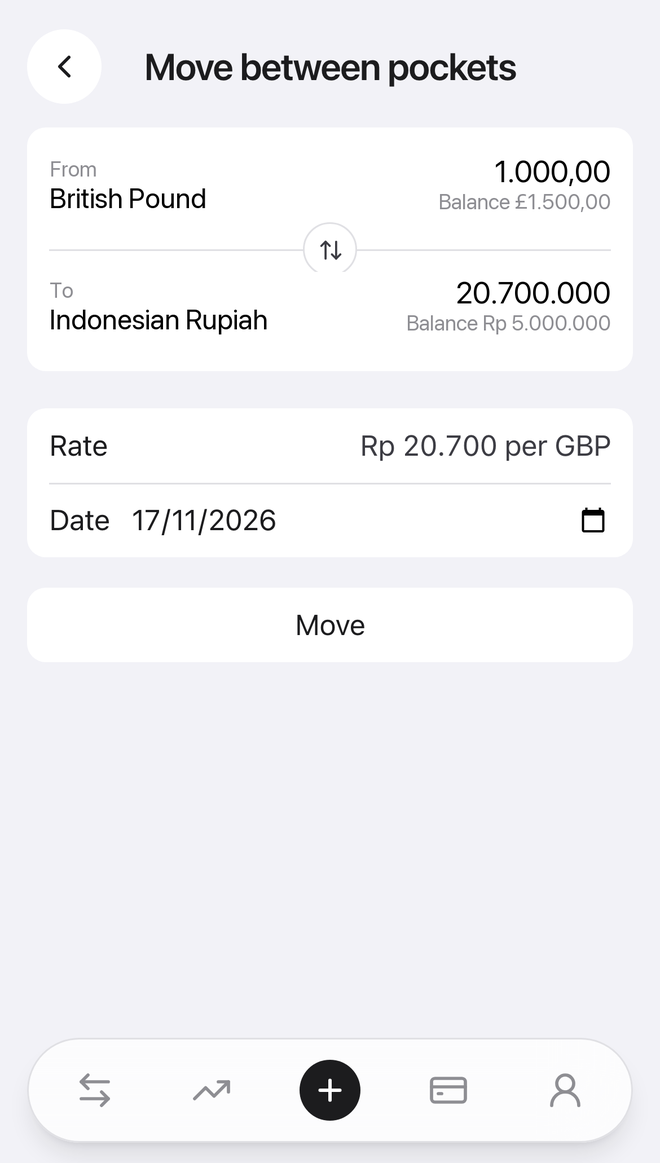 Move between pockets
From
British Pound
1.000,00
Balance £1.500,00
To
Indonesian Rupiah
20.700.000
Balance Rp 5.000.000
Rate
Rp 20.700 per GBP
Date 17/11/2026
Move